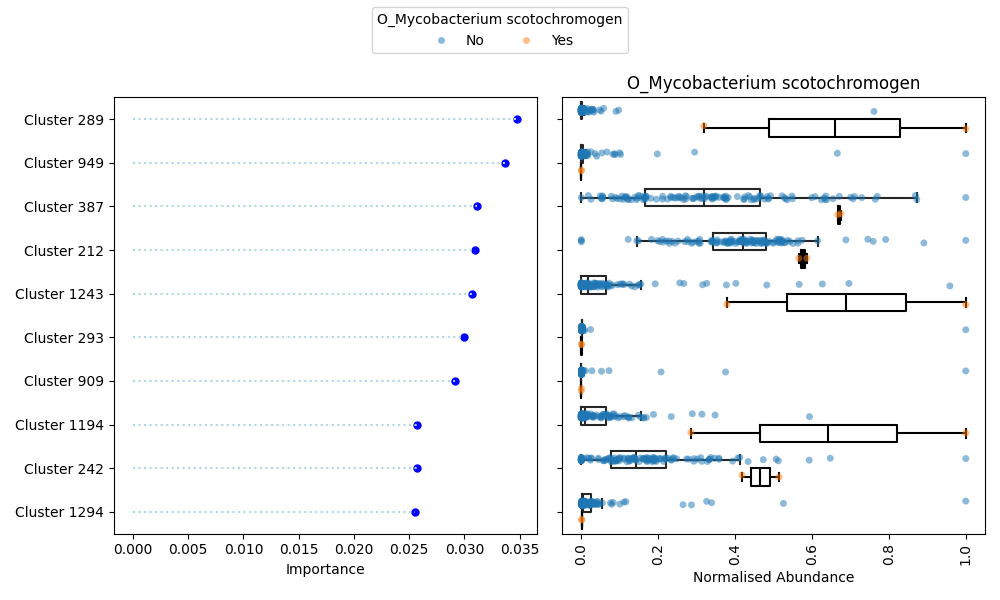 O_Mycobacterium scotochromogen
No Yes
O_Mycobacterium scotochromogen
Cluster 289
Cluster 949
Cluster 387
Cluster 212
Cluster 1243
Cluster 293
Cluster 909
Cluster 1194
Cluster 242
Cluster 1294
0.000 0.005 0.010 0.015 0.020 0.025 0.030 0.035
Importance
0.0 0.2 0.4 0.6 0.8 1.0
Normalised Abundance